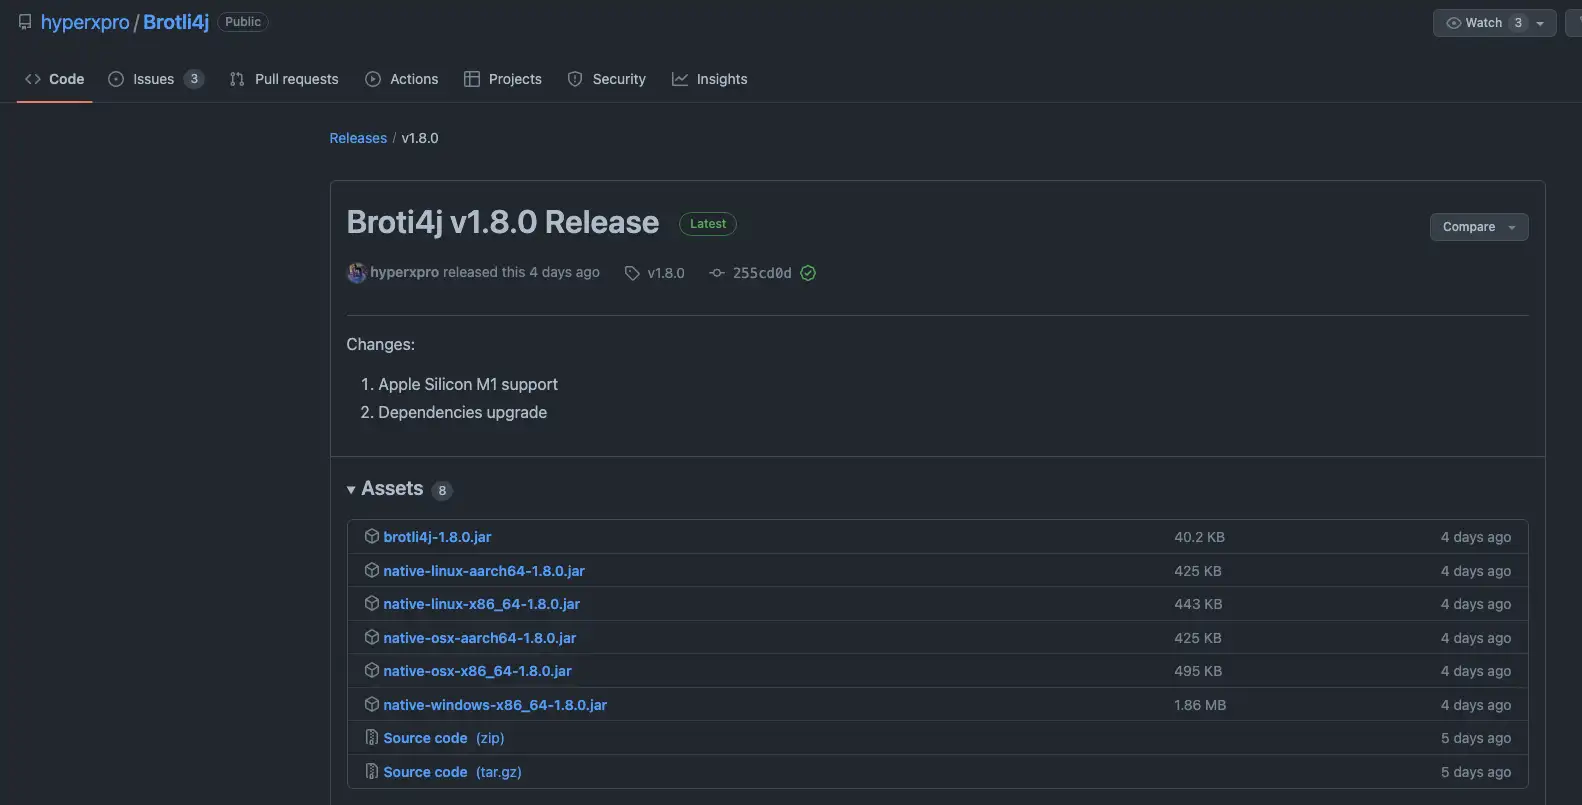 hyperxpro / Brotli4j Public
Watch 3
Code Issues 3 Pull requests Actions Projects Security Insights
Releases / v1.8.0
Broti4j v1.8.0 Release Latest
Compare
hyperxpro released this 4 days ago v1.8.0 255cd0d
Changes:
1. Apple Silicon M1 support
2. Dependencies upgrade
Assets 8
brotli4j-1.8.0.jar 40.2 KB 4 days ago
native-linux-aarch64-1.8.0.jar 425 KB 4 days ago
native-linux-x86_64-1.8.0.jar 443 KB 4 days ago
native-osx-aarch64-1.8.0.jar 425 KB 4 days ago
native-osx-x86_64-1.8.0.jar 495 KB 4 days ago
native-windows-x86_64-1.8.0.jar 1.86 MB 4 days ago
Source code (zip) 5 days ago
Source code (tar.gz) 5 days ago